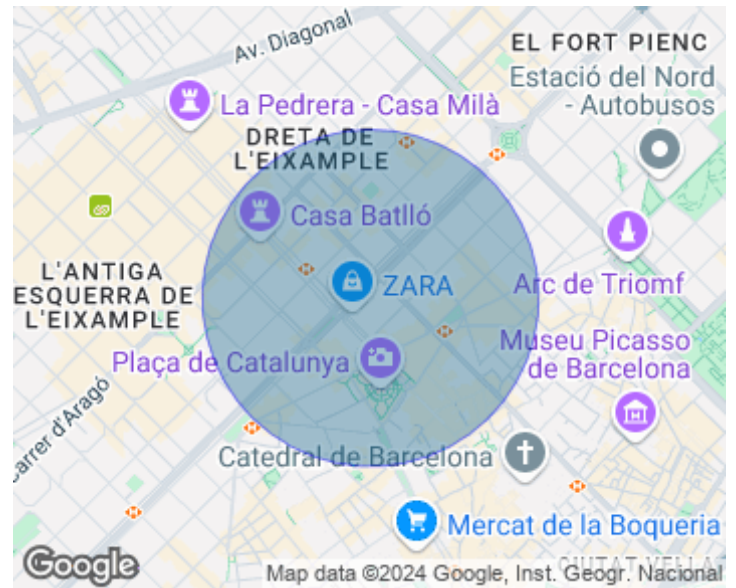 Av. Diagonal
EL FORT PIENC
Estació del Nord
- Autobusos
La Pedrera - Casa Milà
DRETA DE
L'EIXAMPLE
Casa Batlló
L'ANTIGA
ESQUERRA DE
L'EIXAMPLE
ZARA
Arc de Triomf
Plaça de Catalunya
Museu Picasso
de Barcelona
Carrer d'Aragó
Catedral de Barcelona
Mercat de la Boqueria
CIUTAT VELLA
Google
Map data ©2024 Google, Inst. Geogr. Nacional